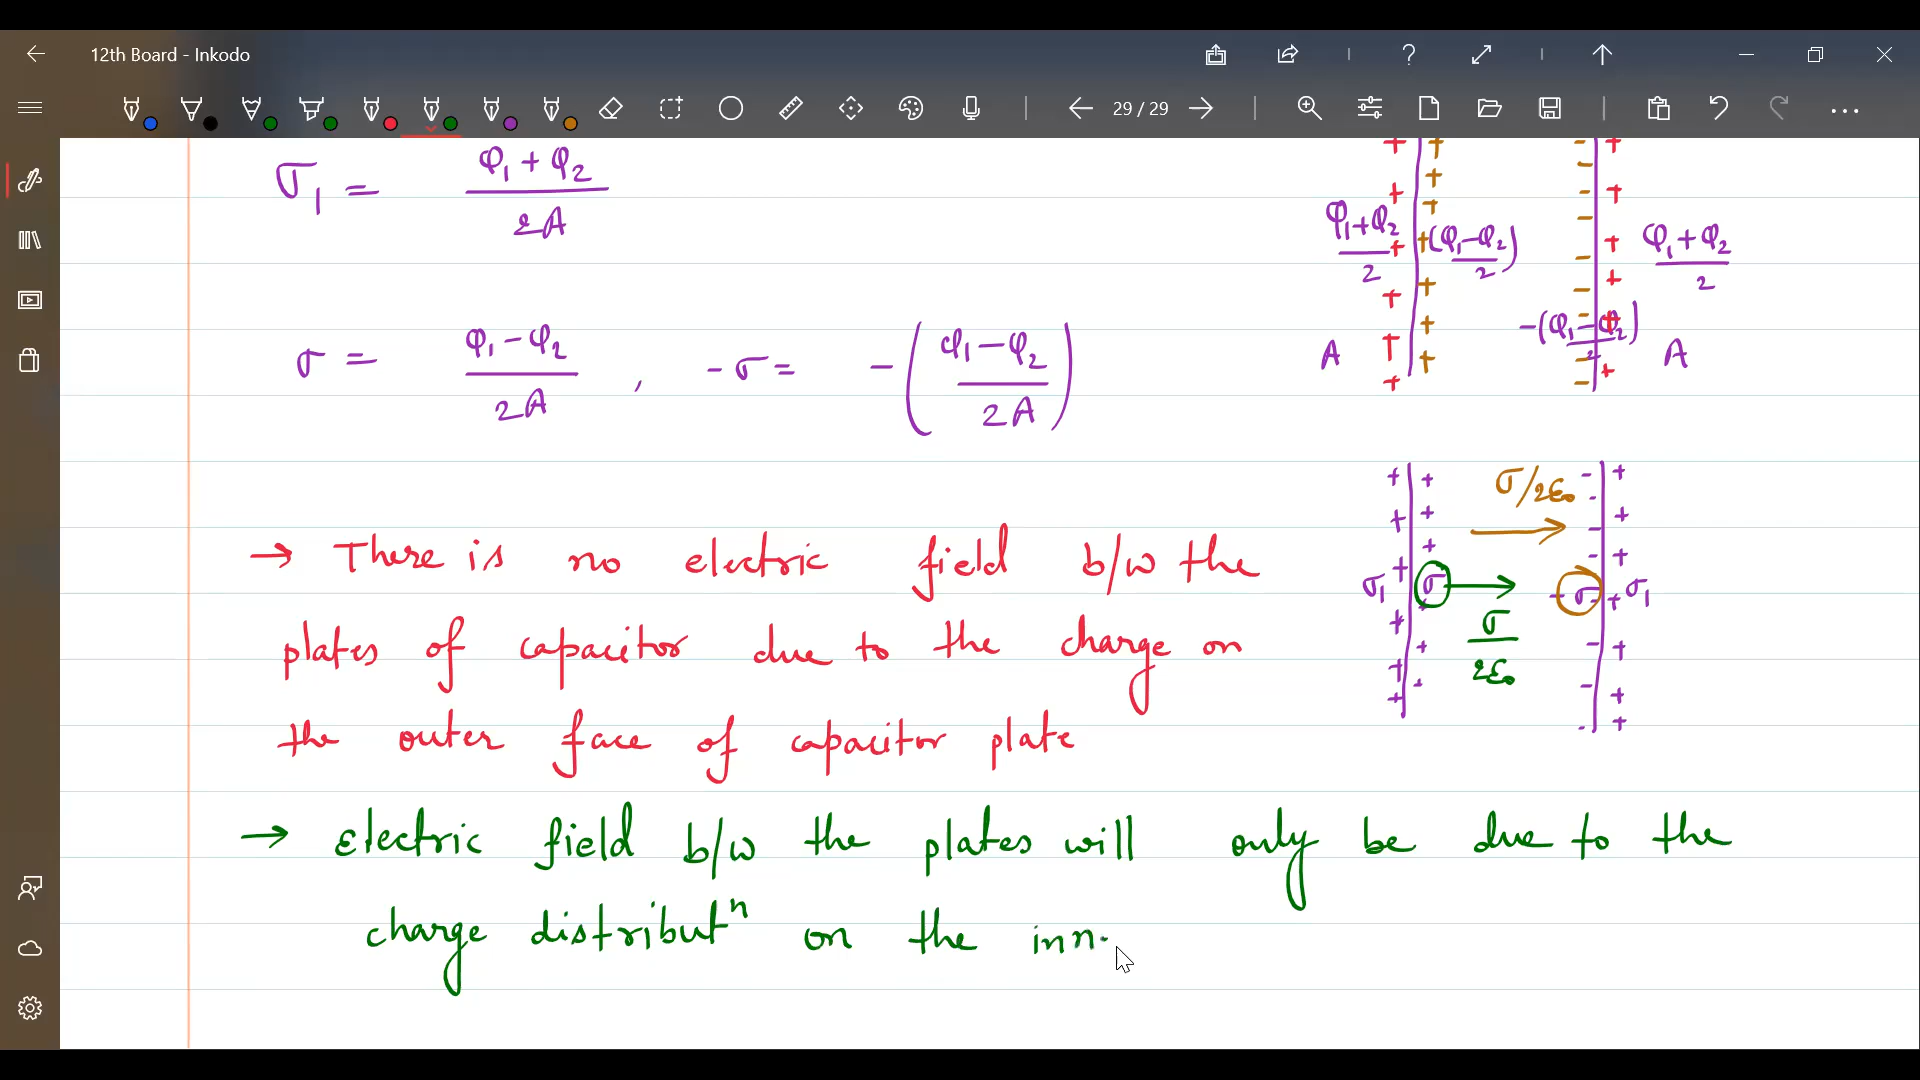 12th Board - Inkodo
29 / 29
σ₁ = (Q₁ + Q₂)/2A
(Q₁+Q₂)/2 (Q₁-Q₂)/2 (Q₁+Q₂)/2
-(Q₁-Q₂)/2
A A
σ = (Q₁ - Q₂)/2A , -σ = -((Q₁ - Q₂)/2A)
σ/2ε₀
→ There is no electric field b/w the
σ₁ σ -σ σ₁
σ/2ε₀
plates of capacitor due to the charge on
the outer face of capacitor plate
→ Electric field b/w the plates will only be due to the
charge distributⁿ on the inn